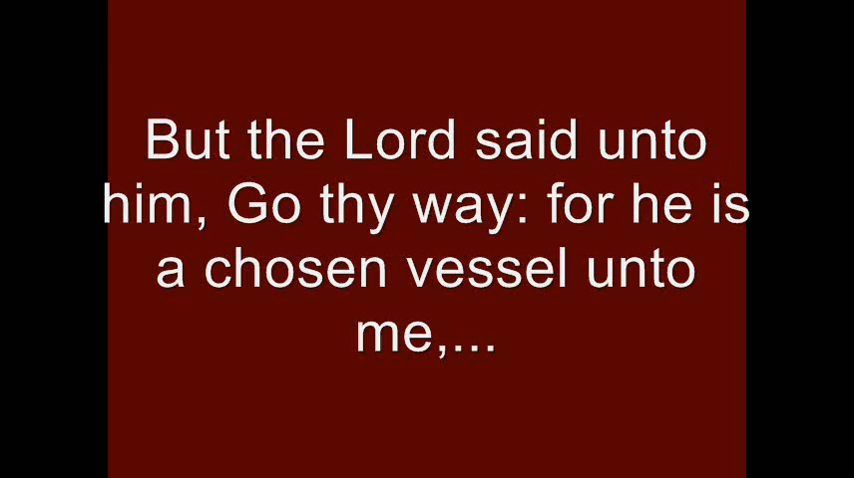 But the Lord said unto
him, Go thy way: for he is
a chosen vessel unto
me,...